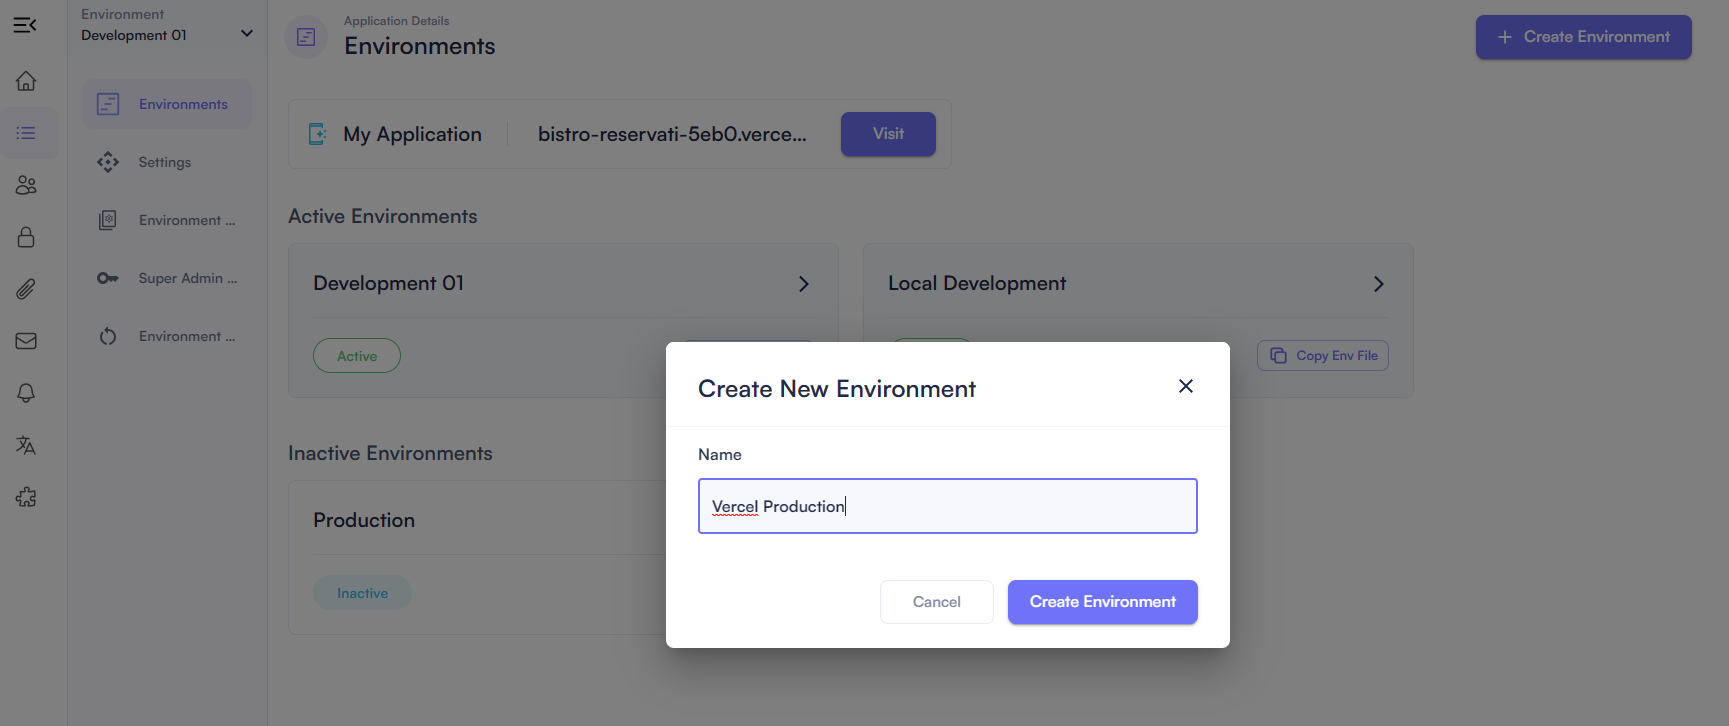 Environment
Development 01
Environments
Settings
Environment ...
Super Admin ...
Environment ...
Application Details
Environments
Create Environment
My Application
bistro-reservati-5eb0.verce...
Visit
Active Environments
Development 01
Active
Local Development
Copy Env File
Inactive Environments
Production
Inactive
Create New Environment
Name
Vercel Production
Cancel
Create Environment